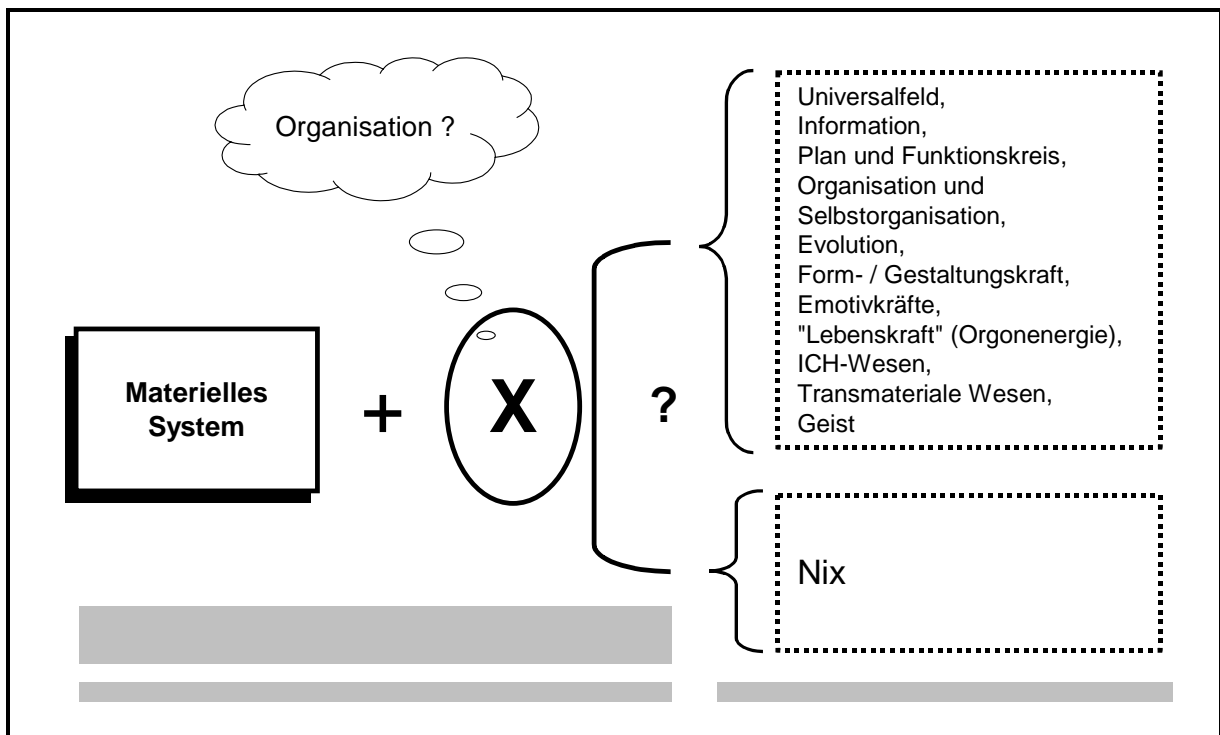 Organisation ?
Materielles
System
+
X
?
Universalfeld,
Information,
Plan und Funktionskreis,
Organisation und
Selbstorganisation,
Evolution,
Form- / Gestaltungskraft,
Emotivkräfte,
"Lebenskraft" (Orgonenergie),
ICH-Wesen,
Transmateriale Wesen,
Geist
Nix